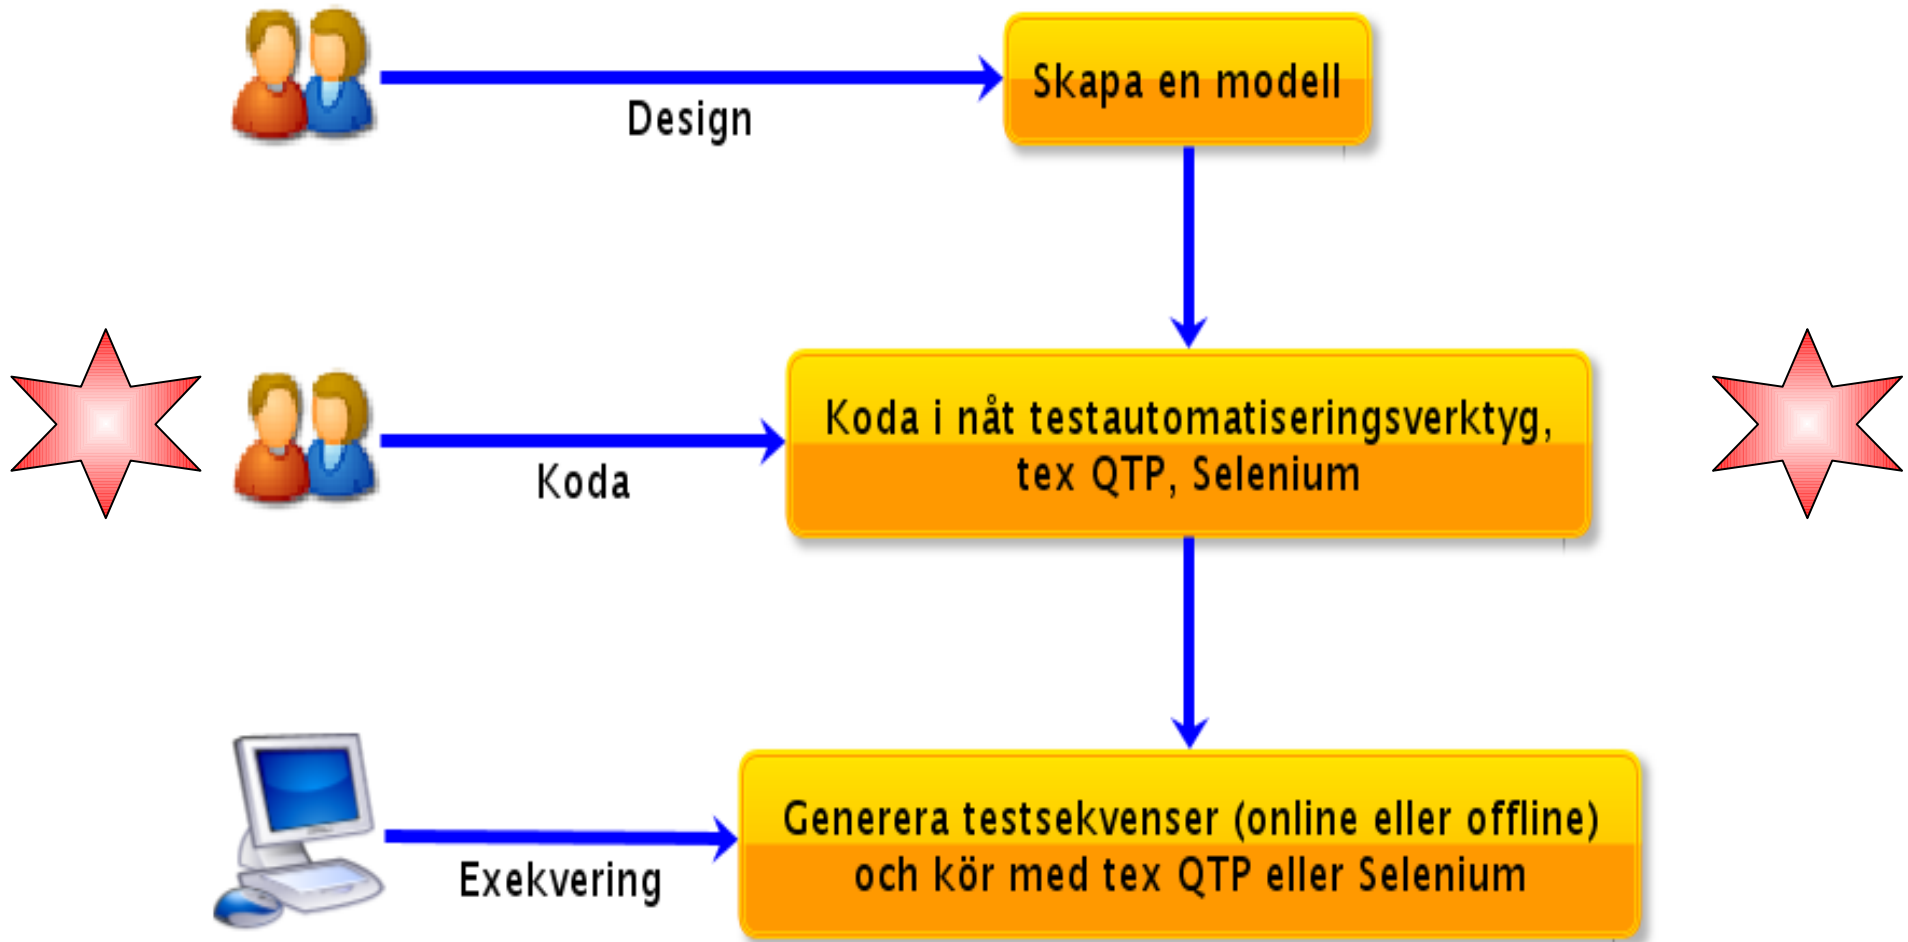 Design
Skapa en modell
Koda
Koda i nåt testautomatiseringsverktyg,
tex QTP, Selenium
Exekvering
Generera testsekvenser (online eller offline)
och kör med tex QTP eller Selenium